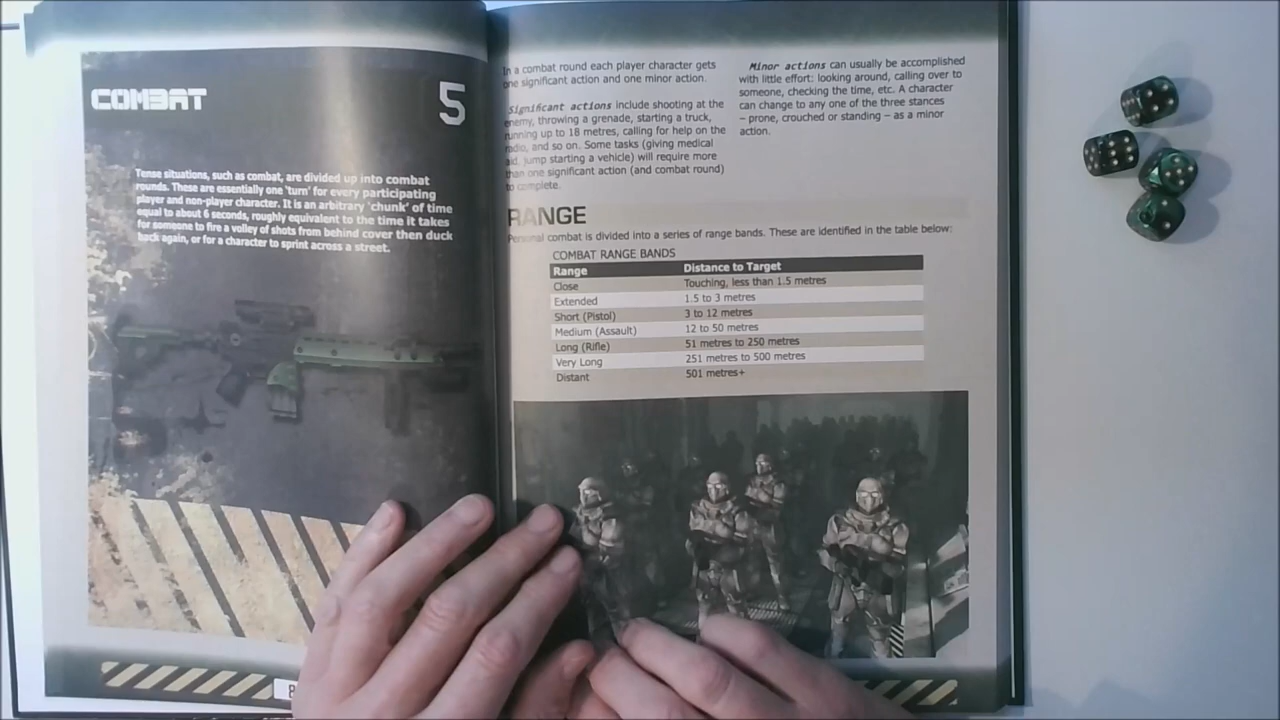 COMBAT
5
Tense situations, such as combat, are divided up into combat
rounds. These are essentially one 'turn' for every participating
player and non-player character. It is an arbitrary 'chunk' of time
equal to about 6 seconds, roughly equivalent to the time it takes
for someone to fire a volley of shots from behind cover then duck
back again, or for a character to sprint across a street.
8
In a combat round each player character gets
one significant action and one minor action.
Significant actions include shooting at the
enemy, throwing a grenade, starting a truck,
running up to 18 metres, calling for help on the
radio, and so on. Some tasks (giving medical
aid, jump starting a vehicle) will require more
than one significant action (and combat round)
to complete.
Minor actions can usually be accomplished
with little effort: looking around, calling over to
someone, checking the time, etc. A character
can change to any one of the three stances
– prone, crouched or standing – as a minor
action.
RANGE
Personal combat is divided into a series of range bands. These are identified in the table below:
COMBAT RANGE BANDS
Range Distance to Target
Close Touching, less than 1.5 metres
Extended 1.5 to 3 metres
Short (Pistol) 3 to 12 metres
Medium (Assault) 12 to 50 metres
Long (Rifle) 51 metres to 250 metres
Very Long 251 metres to 500 metres
Distant 501 metres+